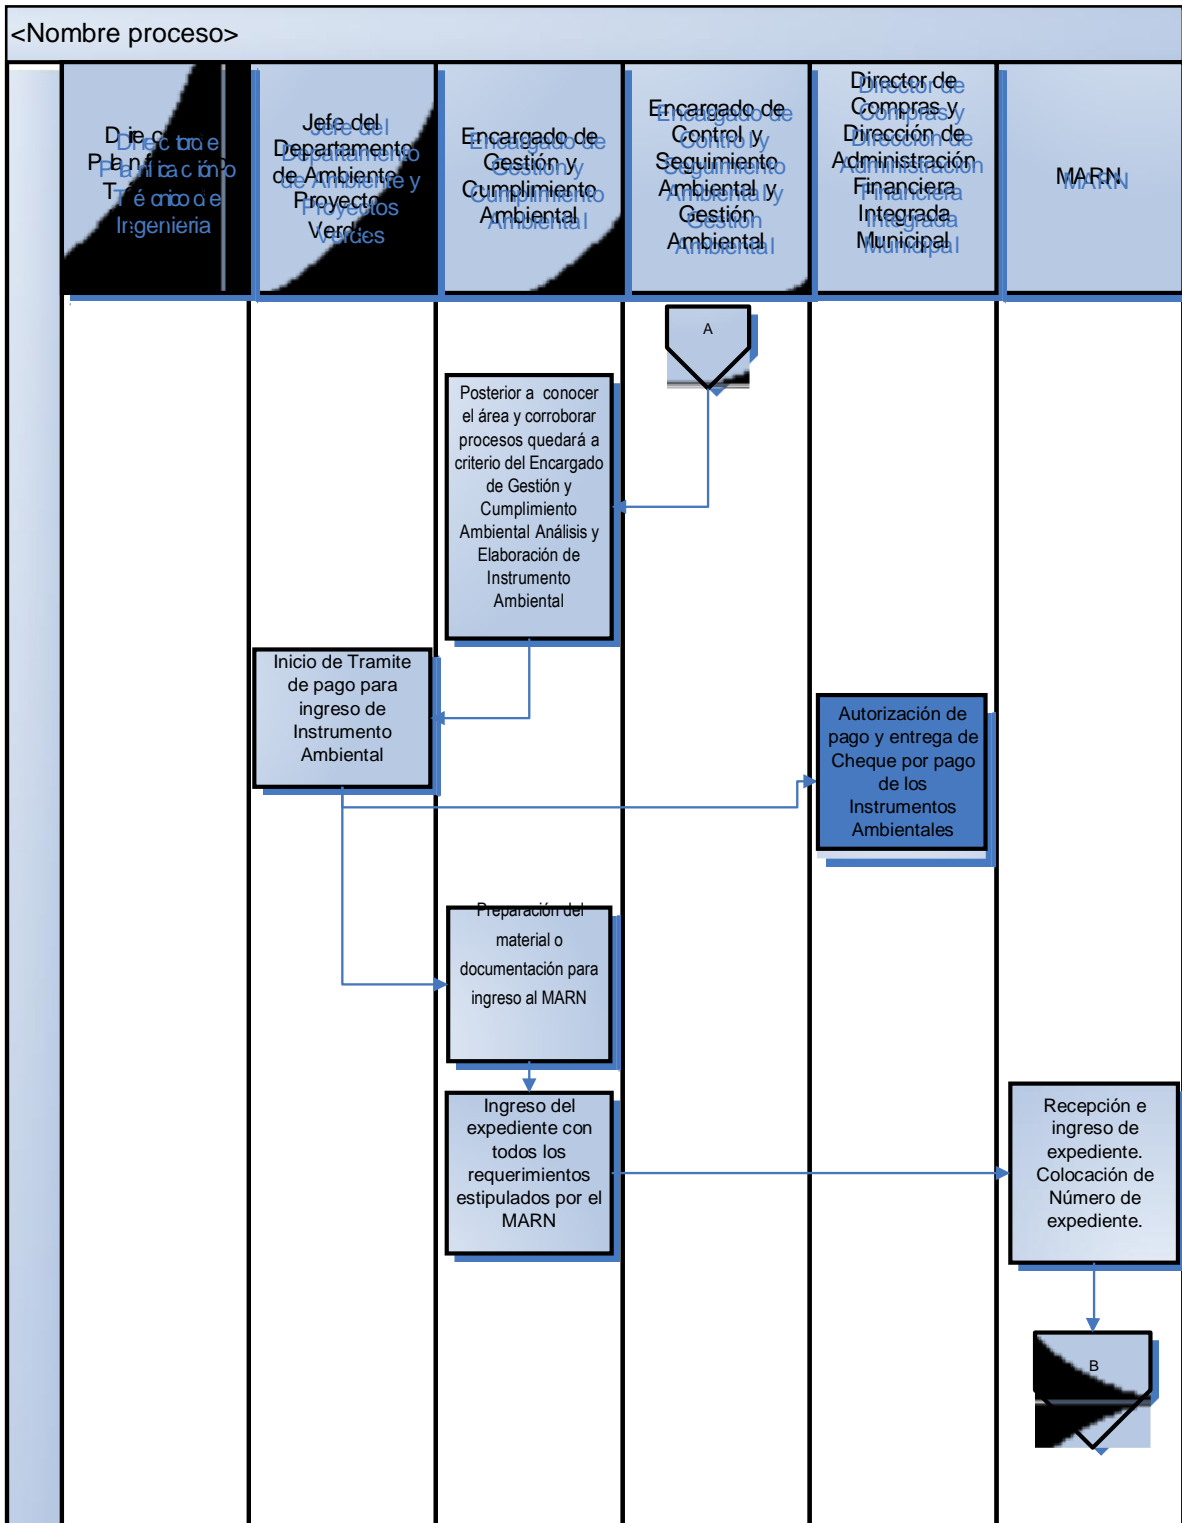 <Nombre proceso>
Director de
Planificación o
Técnico de
Ingenieria
Jefe del
Departamento
de Ambiente y
Proyectos
Verdes
Encargado de
Gestión y
Cumplimiento
Ambiental
Encargado de
Control y
Seguimiento
Ambiental y
Gestión
Ambiental
Director de
Compras y
Dirección de
Administración
Financiera
Integrada
Municipal
MARN
A
Posterior a conocer
el área y corroborar
procesos quedará a
criterio del Encargado
de Gestión y
Cumplimiento
Ambiental Análisis y
Elaboración de
Instrumento
Ambiental
Inicio de Tramite
de pago para
ingreso de
Instrumento
Ambiental
Autorización de
pago y entrega de
Cheque por pago
de los
Instrumentos
Ambientales
Preparación del
material o
documentación para
ingreso al MARN
Ingreso del
expediente con
todos los
requerimientos
estipulados por el
MARN
Recepción e
ingreso de
expediente.
Colocación de
Número de
expediente.
B